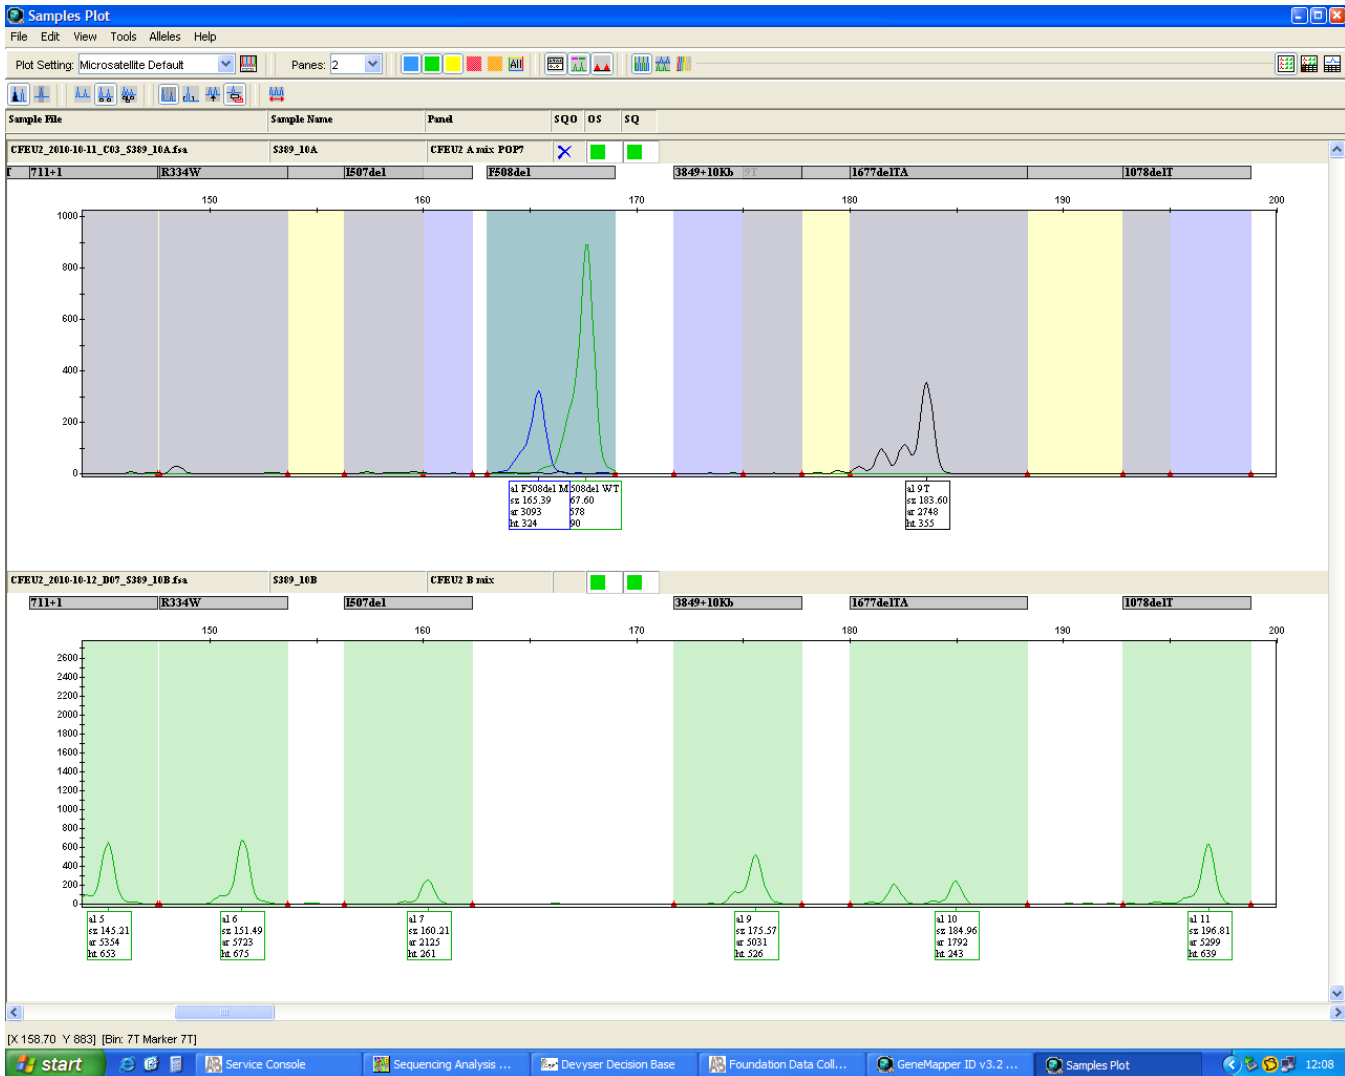 Samples Plot
File Edit View Tools Alleles Help
Plot Setting: Microsatellite Default Panes: 2 All
Sample File Sample Name Panel SQO OS SQ
CFEU2_2010-10-11_C03_S389_10A.fsa S389_10A CFEU2 A mix POP7
711+1 R334W I507del F508del 3849+10Kb 9T 1677delTA 1078delT
150 160 170 180 190 200
1000
800
600
400
200
0
al F508del M 508del WT al 9T
sz 165.39 67.60 sz 183.60
ar 3093 578 ar 2748
ht 324 90 ht 355
CFEU2_2010-10-12_D07_S389_10B.fsa S389_10B CFEU2 B mix
711+1 R334W I507del 3849+10Kb 1677delTA 1078delT
150 160 170 180 190 200
2600
2400
2200
2000
1800
1600
1400
1200
1000
800
600
400
200
0
al 5 al 6 al 7 al 9 al 10 al 11
sz 145.21 sz 151.49 sz 160.21 sz 175.57 sz 184.96 sz 196.81
ar 5354 ar 5723 ar 2125 ar 5031 ar 1792 ar 5299
ht 653 ht 675 ht 261 ht 526 ht 243 ht 639
[X 158.70 Y 883] [Bin: 7T Marker 7T]
start Service Console Sequencing Analysis ... Devyser Decision Base Foundation Data Coll... GeneMapper ID v3.2 ... Samples Plot 12:08